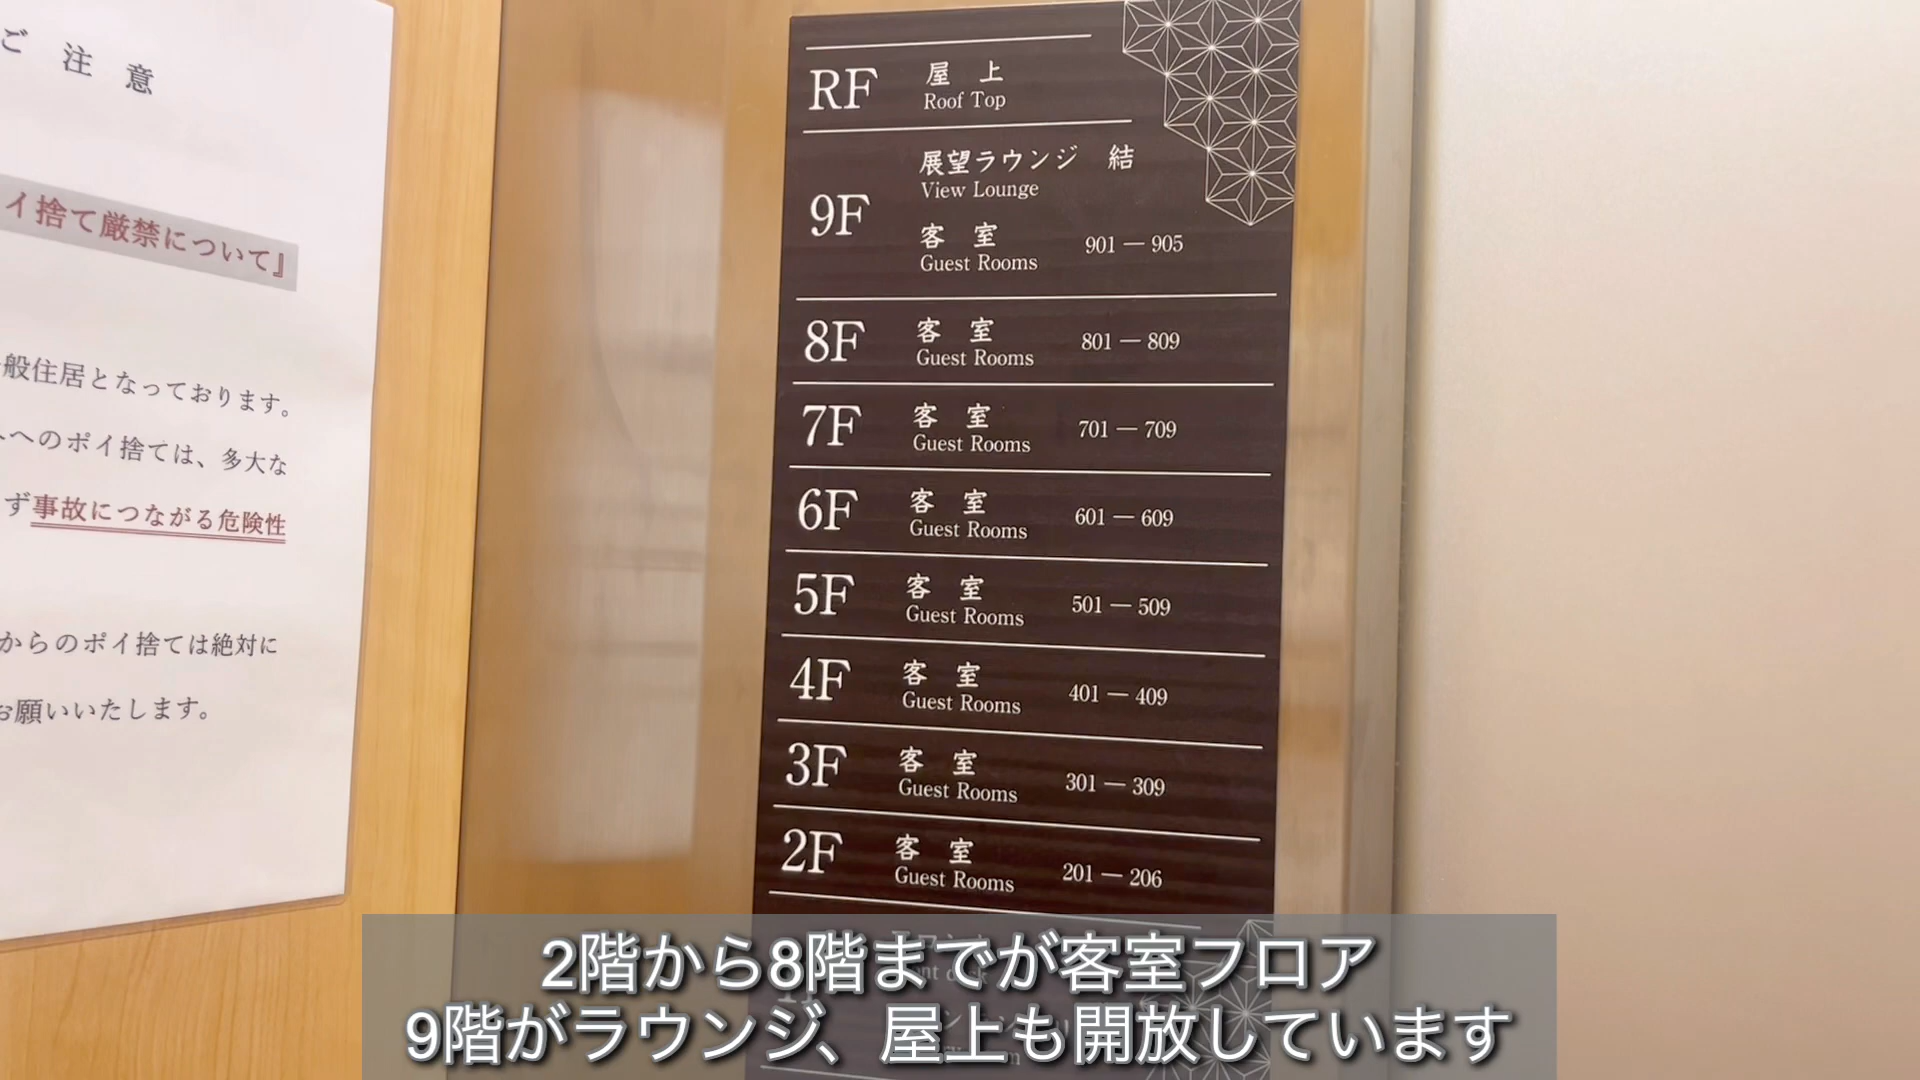 ご注意
イ捨て厳禁について』
般住居となっております。
へのポイ捨ては、多大な
ず事故につながる危険性
からのポイ捨ては絶対に
お願いいたします。
RF 屋上
Roof Top
展望ラウンジ 結
View Lounge
9F
客室 901 — 905
Guest Rooms
8F 客室 801 — 809
Guest Rooms
7F 客室 701 — 709
Guest Rooms
6F 客室 601 — 609
Guest Rooms
5F 客室 501 — 509
Guest Rooms
4F 客室 401 — 409
Guest Rooms
3F 客室 301 — 309
Guest Rooms
2F 客室 201 — 206
Guest Rooms
2階から8階までが客室フロア
9階がラウンジ、屋上も開放しています